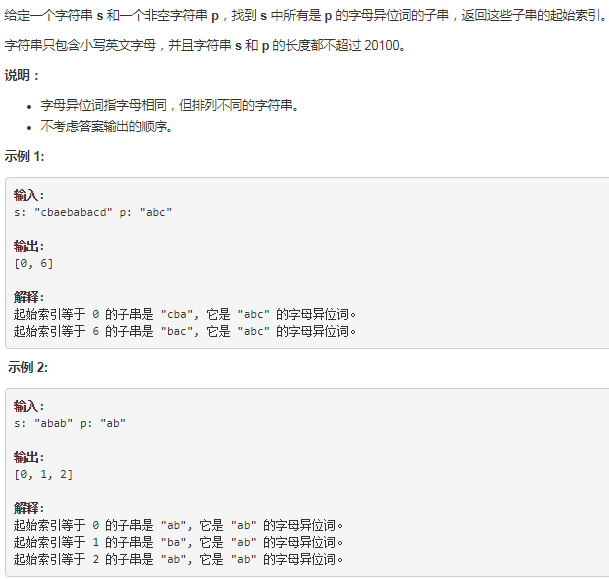 给定一个字符串 s 和一个非空字符串 p，找到 s 中所有是 p 的字母异位词的子串，返回这些子串的起始索引。
字符串只包含小写英文字母，并且字符串 s 和 p 的长度都不超过 20100。
说明：
• 字母异位词指字母相同，但排列不同的字符串。
• 不考虑答案输出的顺序。
示例 1:
输入:
s: "cbaebabacd" p: "abc"
输出:
[0, 6]
解释:
起始索引等于 0 的子串是 "cba", 它是 "abc" 的字母异位词。
起始索引等于 6 的子串是 "bac", 它是 "abc" 的字母异位词。
示例 2:
输入:
s: "abab" p: "ab"
输出:
[0, 1, 2]
解释:
起始索引等于 0 的子串是 "ab", 它是 "ab" 的字母异位词。
起始索引等于 1 的子串是 "ba", 它是 "ab" 的字母异位词。
起始索引等于 2 的子串是 "ab", 它是 "ab" 的字母异位词。